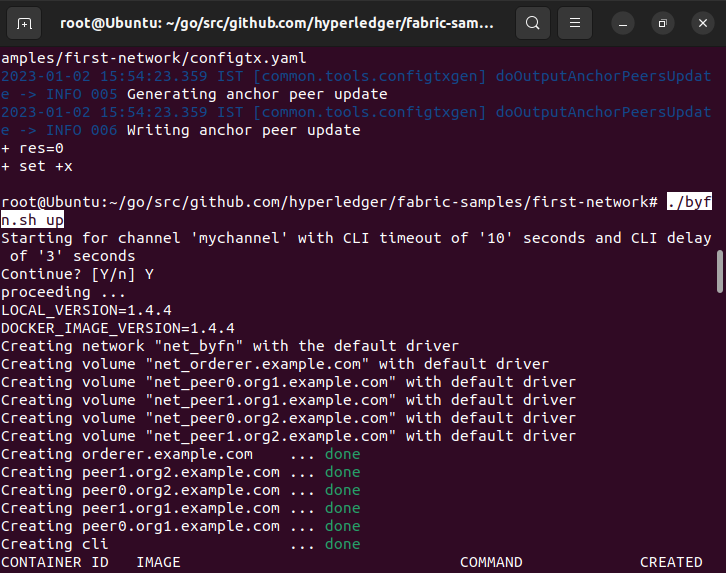 root@Ubuntu: ~/go/src/github.com/hyperledger/fabric-sam...
amples/first-network/configtx.yaml
2023-01-02 15:54:23.359 IST [common.tools.configtxgen] doOutputAnchorPeersUpdat
e -> INFO 005 Generating anchor peer update
2023-01-02 15:54:23.359 IST [common.tools.configtxgen] doOutputAnchorPeersUpdat
e -> INFO 006 Writing anchor peer update
+ res=0
+ set +x
root@Ubuntu:~/go/src/github.com/hyperledger/fabric-samples/first-network# ./byf
n.sh up
Starting for channel 'mychannel' with CLI timeout of '10' seconds and CLI delay
 of '3' seconds
Continue? [Y/n] Y
proceeding ...
LOCAL_VERSION=1.4.4
DOCKER_IMAGE_VERSION=1.4.4
Creating network "net_byfn" with the default driver
Creating volume "net_orderer.example.com" with default driver
Creating volume "net_peer0.org1.example.com" with default driver
Creating volume "net_peer1.org1.example.com" with default driver
Creating volume "net_peer0.org2.example.com" with default driver
Creating volume "net_peer1.org2.example.com" with default driver
Creating orderer.example.com    ... done
Creating peer1.org2.example.com ... done
Creating peer0.org2.example.com ... done
Creating peer1.org1.example.com ... done
Creating peer0.org1.example.com ... done
Creating cli                    ... done
CONTAINER ID   IMAGE                               COMMAND             CREATED